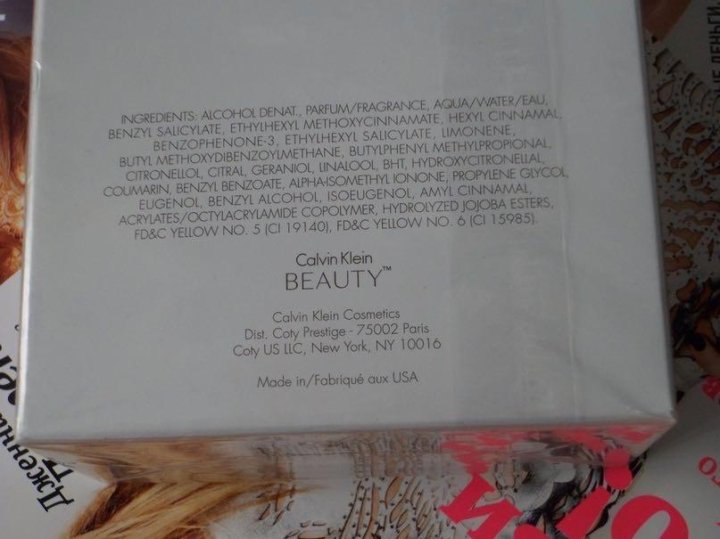 INGREDIENTS: ALCOHOL DENAT., PARFUM/FRAGRANCE, AQUA/WATER/EAU,
BENZYL SALICYLATE, ETHYLHEXYL METHOXYCINNAMATE, HEXYL CINNAMAL,
BENZOPHENONE-3, ETHYLHEXYL SALICYLATE, LIMONENE,
BUTYL METHOXYDIBENZOYLMETHANE, BUTYLPHENYL METHYLPROPIONAL,
CITRONELLOL, CITRAL, GERANIOL, LINALOOL, BHT, HYDROXYCITRONELLAL,
COUMARIN, BENZYL BENZOATE, ALPHA-ISOMETHYL IONONE, PROPYLENE GLYCOL,
EUGENOL, BENZYL ALCOHOL, ISOEUGENOL, AMYL CINNAMAL,
ACRYLATES/OCTYLACRYLAMIDE COPOLYMER, HYDROLYZED JOJOBA ESTERS,
FD&C YELLOW NO. 5 (CI 19140), FD&C YELLOW NO. 6 (CI 15985)
Calvin Klein
BEAUTY™
Calvin Klein Cosmetics
Dist. Coty Prestige - 75002 Paris
Coty US LLC, New York, NY 10016
Made in/Fabriqué aux USA